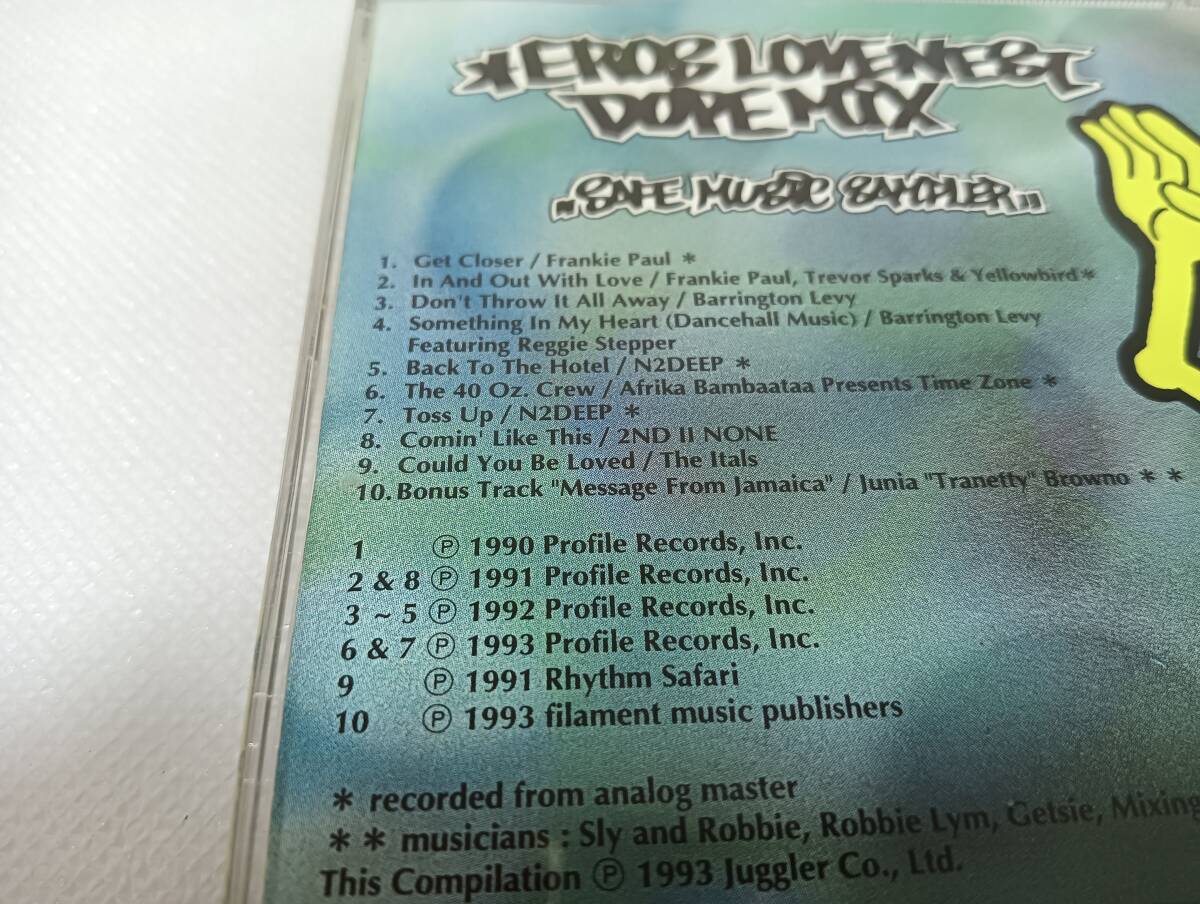 * EROS LOVENEST
DOPE MIX
„SAFE MUSIC SAMPLER"
1. Get Closer / Frankie Paul *
2. In And Out With Love / Frankie Paul, Trevor Sparks & Yellowbird*
3. Don't Throw It All Away / Barrington Levy
4. Something In My Heart (Dancehall Music) / Barrington Levy
Featuring Reggie Stepper
5. Back To The Hotel / N2DEEP *
6. The 40 Oz. Crew / Afrika Bambaataa Presents Time Zone *
7. Toss Up / N2DEEP *
8. Comin' Like This / 2ND II NONE
9. Could You Be Loved / The Itals
10. Bonus Track "Message From Jamaica" / Junia "Tranetty" Browno * *
1 ℗ 1990 Profile Records, Inc.
2 & 8 ℗ 1991 Profile Records, Inc.
3 ~ 5 ℗ 1992 Profile Records, Inc.
6 & 7 ℗ 1993 Profile Records, Inc.
9 ℗ 1991 Rhythm Safari
10 ℗ 1993 filament music publishers
* recorded from analog master
* * musicians : Sly and Robbie, Robbie Lym, Getsie, Mixing
This Compilation ℗ 1993 Juggler Co., Ltd.